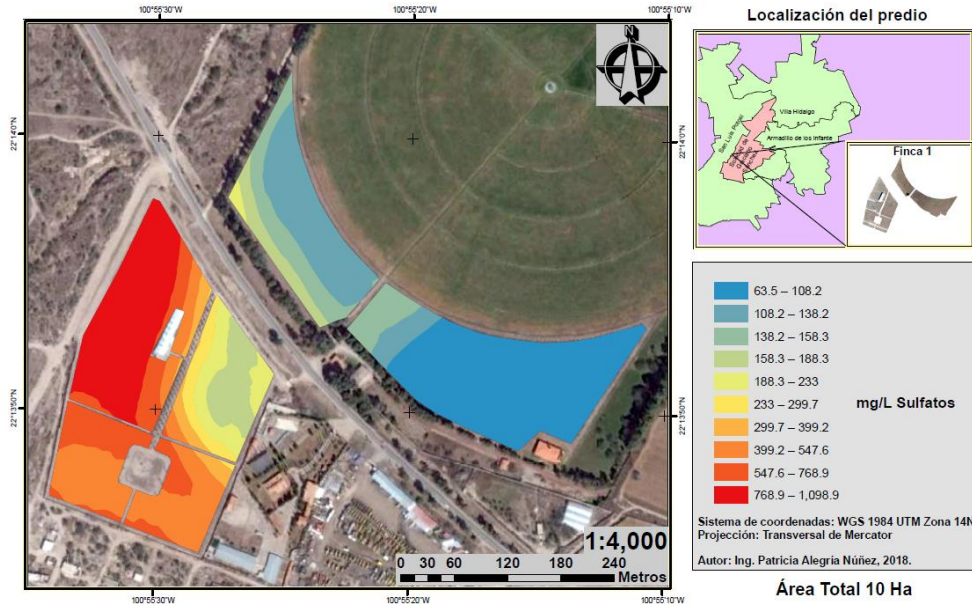 100°55'30"W
100°55'20"W
100°55'10"W
22°14'0"N
22°13'50"N
N
22°14'0"N
22°13'50"N
1:4,000
0 30 60 120 180 240
Metros
100°55'30"W
100°55'20"W
100°55'10"W
Localización del predio
Villa Hidalgo
San Luis Potosí
Armadillo de los Infante
Soledad de
Graciano
Sánchez
Finca 1
63.5 – 108.2
108.2 – 138.2
138.2 – 158.3
158.3 – 188.3
188.3 – 233
233 – 299.7
299.7 – 399.2
399.2 – 547.6
547.6 – 768.9
768.9 – 1,098.9
mg/L Sulfatos
Sistema de coordenadas: WGS 1984 UTM Zona 14N
Projección: Transversal de Mercator
Autor: Ing. Patricia Alegría Núñez, 2018.
Área Total 10 Ha